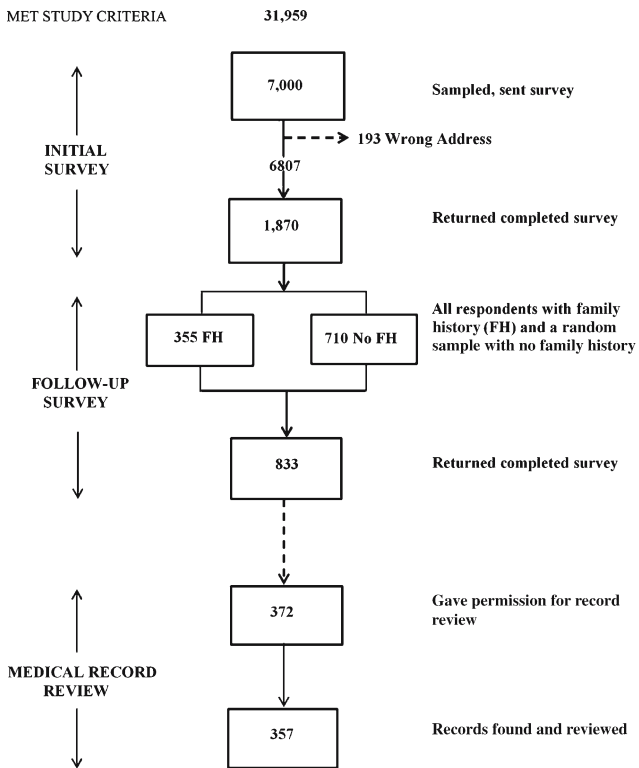 MET STUDY CRITERIA 31,959
7,000
Sampled, sent survey
193 Wrong Address
INITIAL
SURVEY
6807
1,870
Returned completed survey
All respondents with family
history (FH) and a random
sample with no family history
355 FH
710 No FH
FOLLOW-UP
SURVEY
833
Returned completed survey
372
Gave permission for record
review
MEDICAL RECORD
REVIEW
357
Records found and reviewed